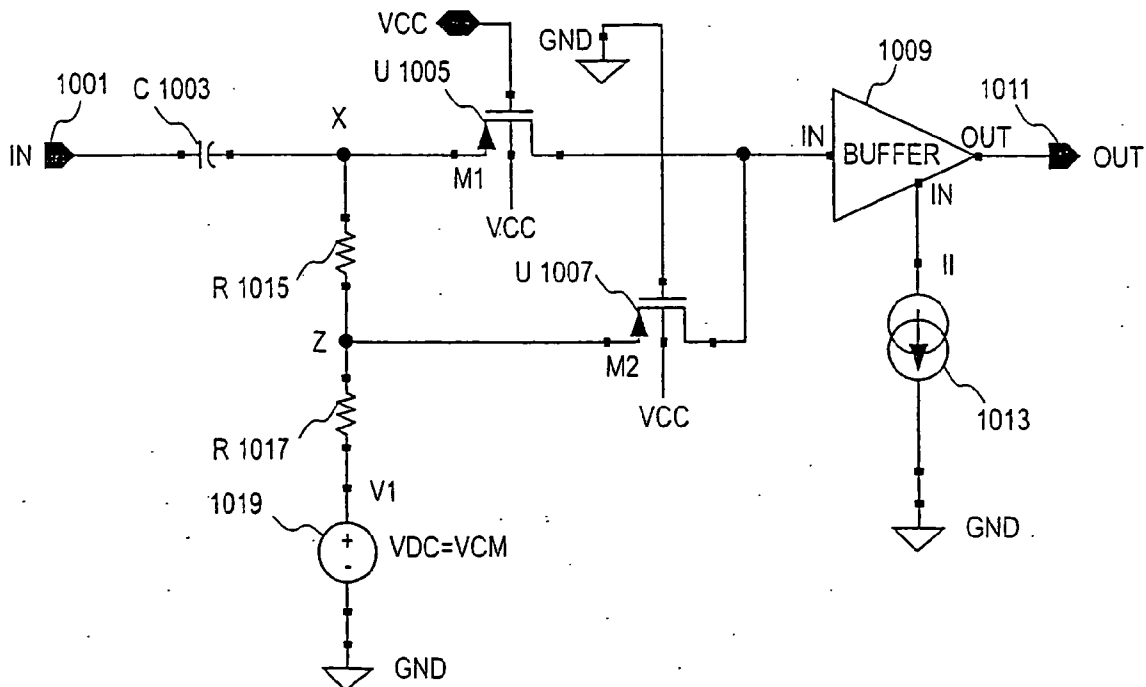 VCC
GND
1009
1001
C 1003
U 1005
1011
X
IN
IN
BUFFER
OUT
OUT
M1
IN
VCC
R 1015
U 1007
II
Z
M2
VCC
1013
R 1017
1019
V1
+
-
VDC=VCM
GND
GND